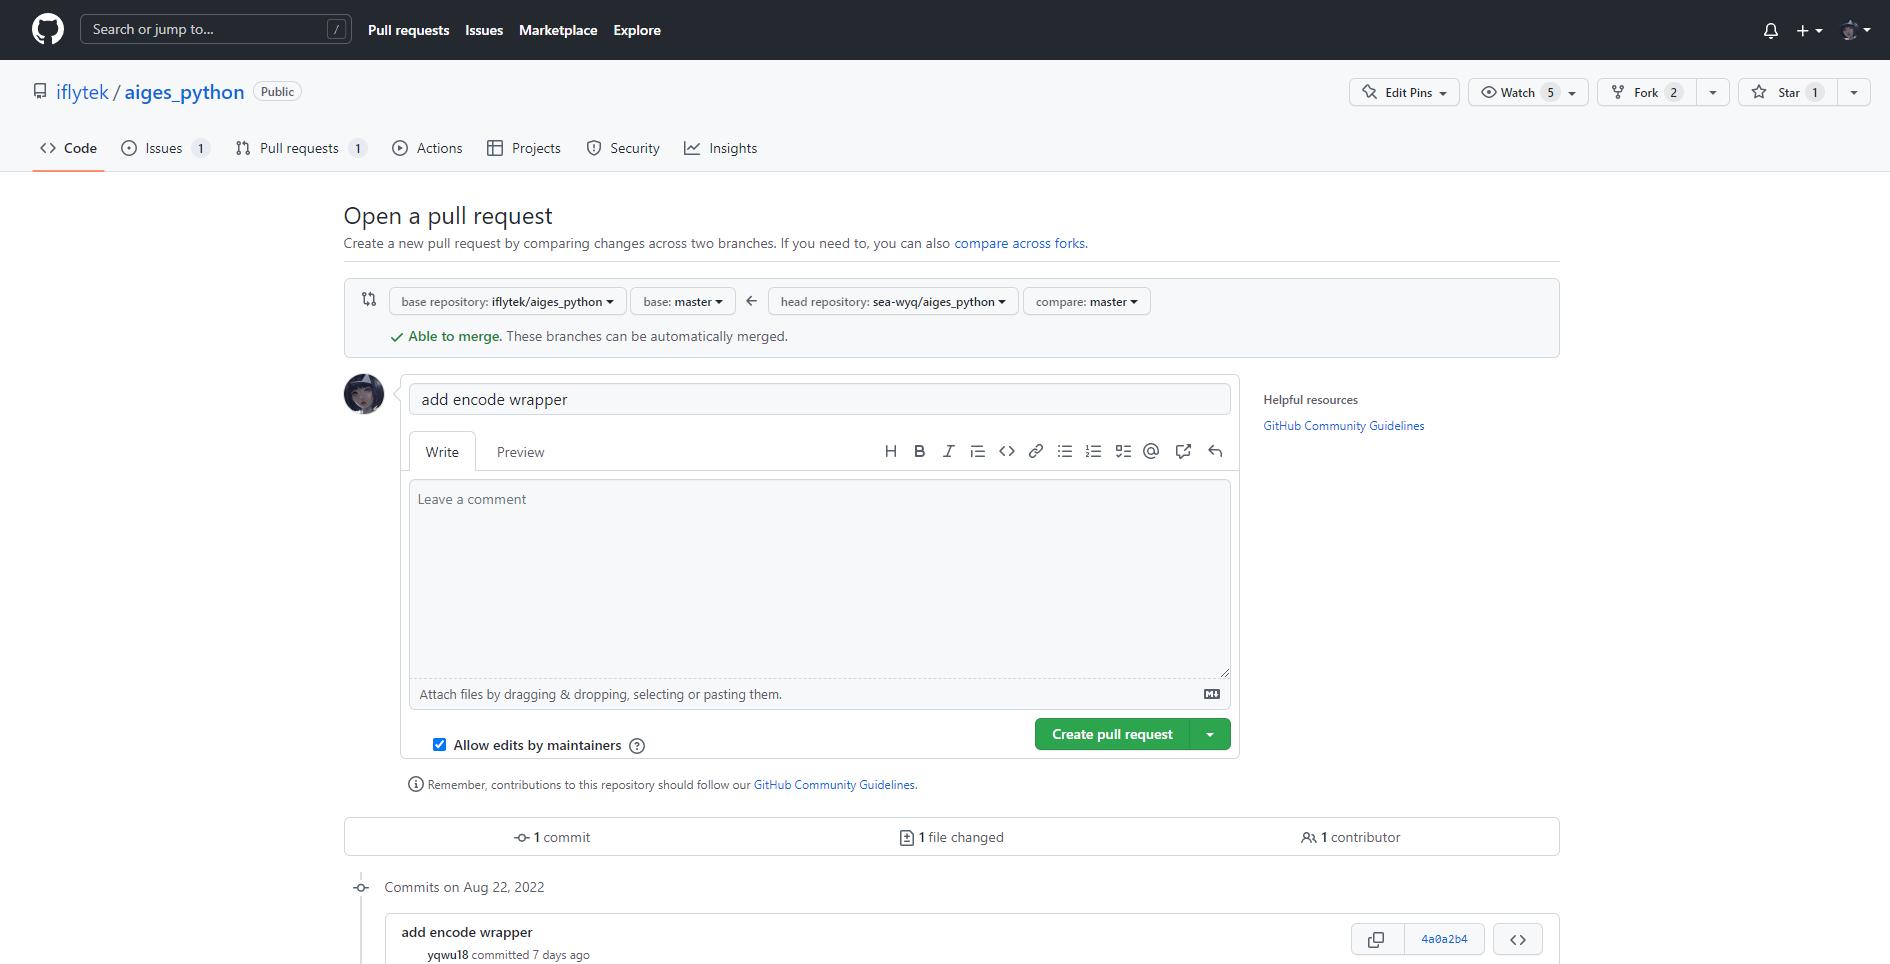 Search or jump to... / Pull requests Issues Marketplace Explore
iflytek / aiges_python Public Edit Pins Watch 5 Fork 2 Star 1
Code Issues 1 Pull requests 1 Actions Projects Security Insights
Open a pull request
Create a new pull request by comparing changes across two branches. If you need to, you can also compare across forks.
base repository: iflytek/aiges_python base: master head repository: sea-wyq/aiges_python compare: master
Able to merge. These branches can be automatically merged.
add encode wrapper
Helpful resources
GitHub Community Guidelines
Write Preview
Leave a comment
Attach files by dragging & dropping, selecting or pasting them.
Allow edits by maintainers Create pull request
Remember, contributions to this repository should follow our GitHub Community Guidelines.
1 commit 1 file changed 1 contributor
Commits on Aug 22, 2022
add encode wrapper
4a0a2b4
yqwu18 committed 7 days ago